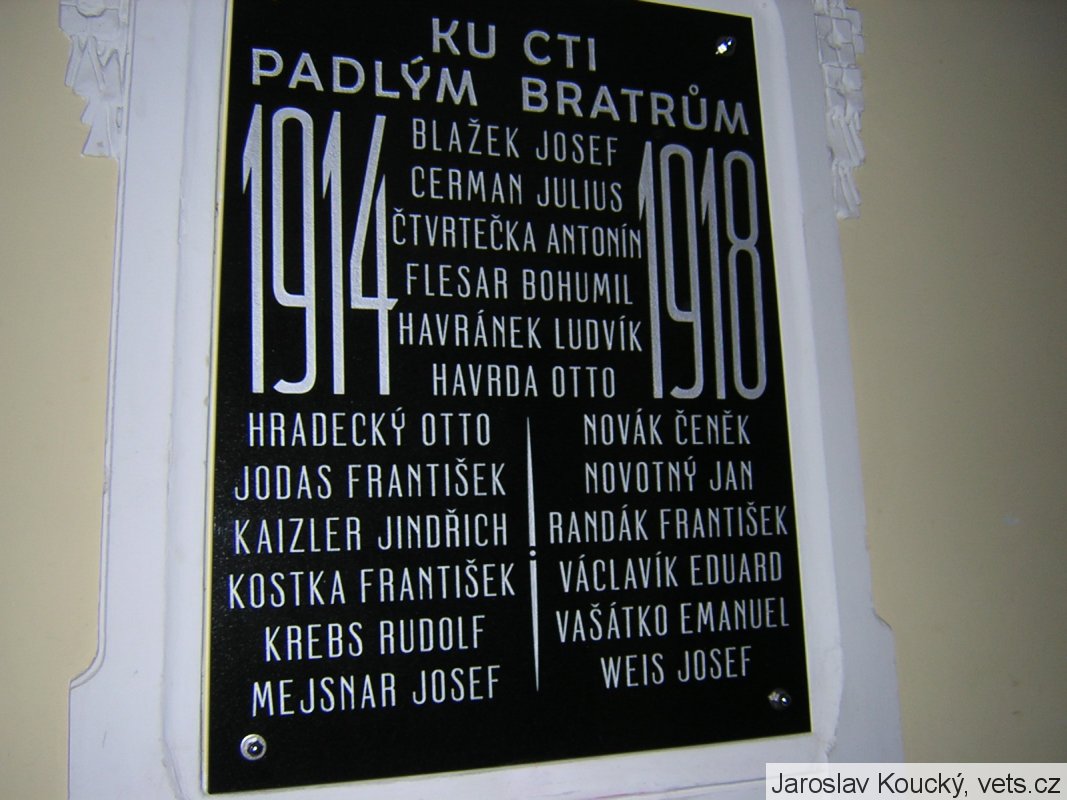 KU CTI
PADLÝM BRATRŮM
1914
1918
BLAŽEK JOSEF
CERMAN JULIUS
ČTVRTEČKA ANTONÍN
FLESAR BOHUMIL
HAVRÁNEK LUDVÍK
HAVRDA OTTO
HRADECKÝ OTTO
JODAS FRANTIŠEK
KAIZLER JINDŘICH
KOSTKA FRANTIŠEK
KREBS RUDOLF
MEJSNAR JOSEF
NOVÁK ČENĚK
NOVOTNÝ JAN
RANDÁK FRANTIŠEK
VÁCLAVÍK EDUARD
VAŠÁTKO EMANUEL
WEIS JOSEF
Jaroslav Koucký, vets.cz